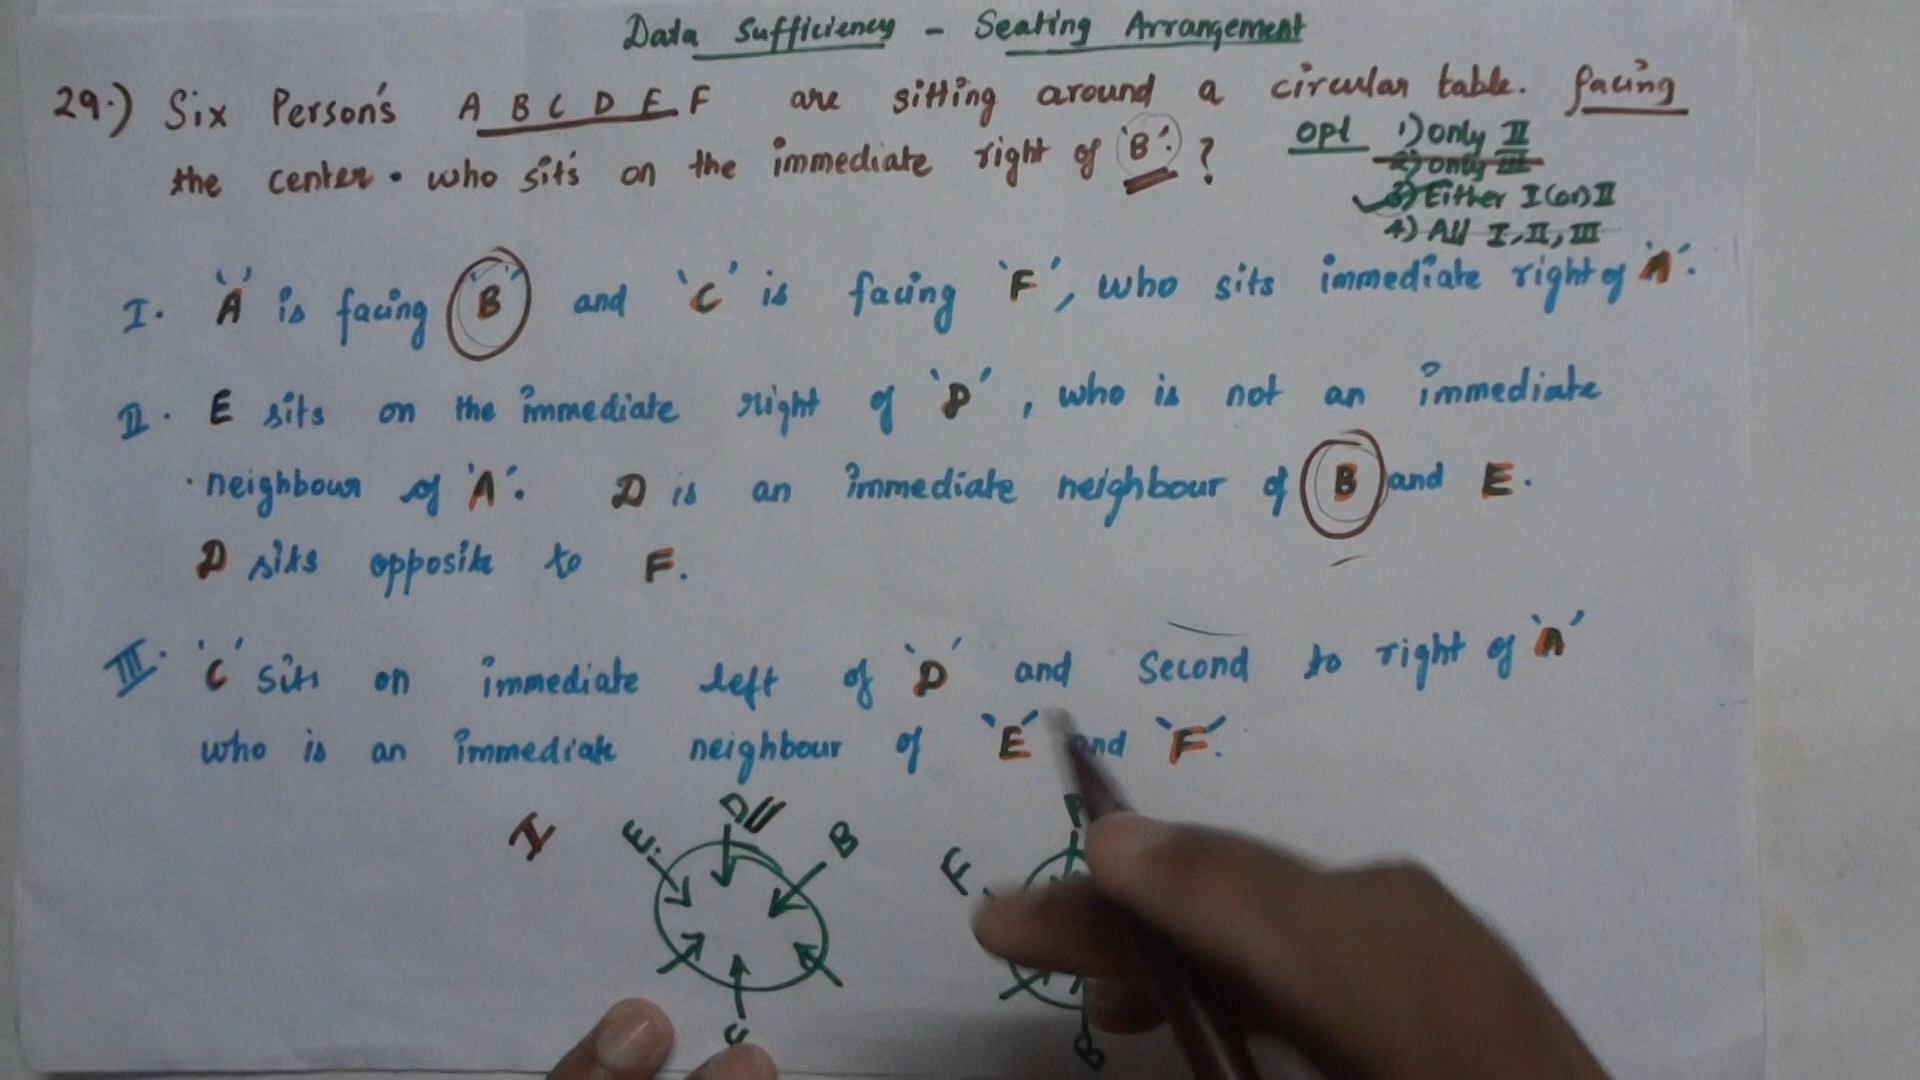 Data Sufficiency - Seating Arrangement
29.) Six Person's A B C D E F are sitting around a circular table. facing
the center. who sit's on the immediate right of 'B'. ?
opt 1) only II
2) only III
3) Either I (or) II
4) All I, II, III
I. 'A' is facing 'B' and 'C' is facing 'F', who sits immediate right of 'A'.
II. E sits on the immediate right of 'D', who is not an immediate
neighbour of 'A'. D is an immediate neighbour of B and E.
D sits opposite to F.
III. 'C' sits on immediate left of 'D' and Second to right of 'A'
who is an immediate neighbour of 'E' and 'F'.
I
E D B
C
F
B